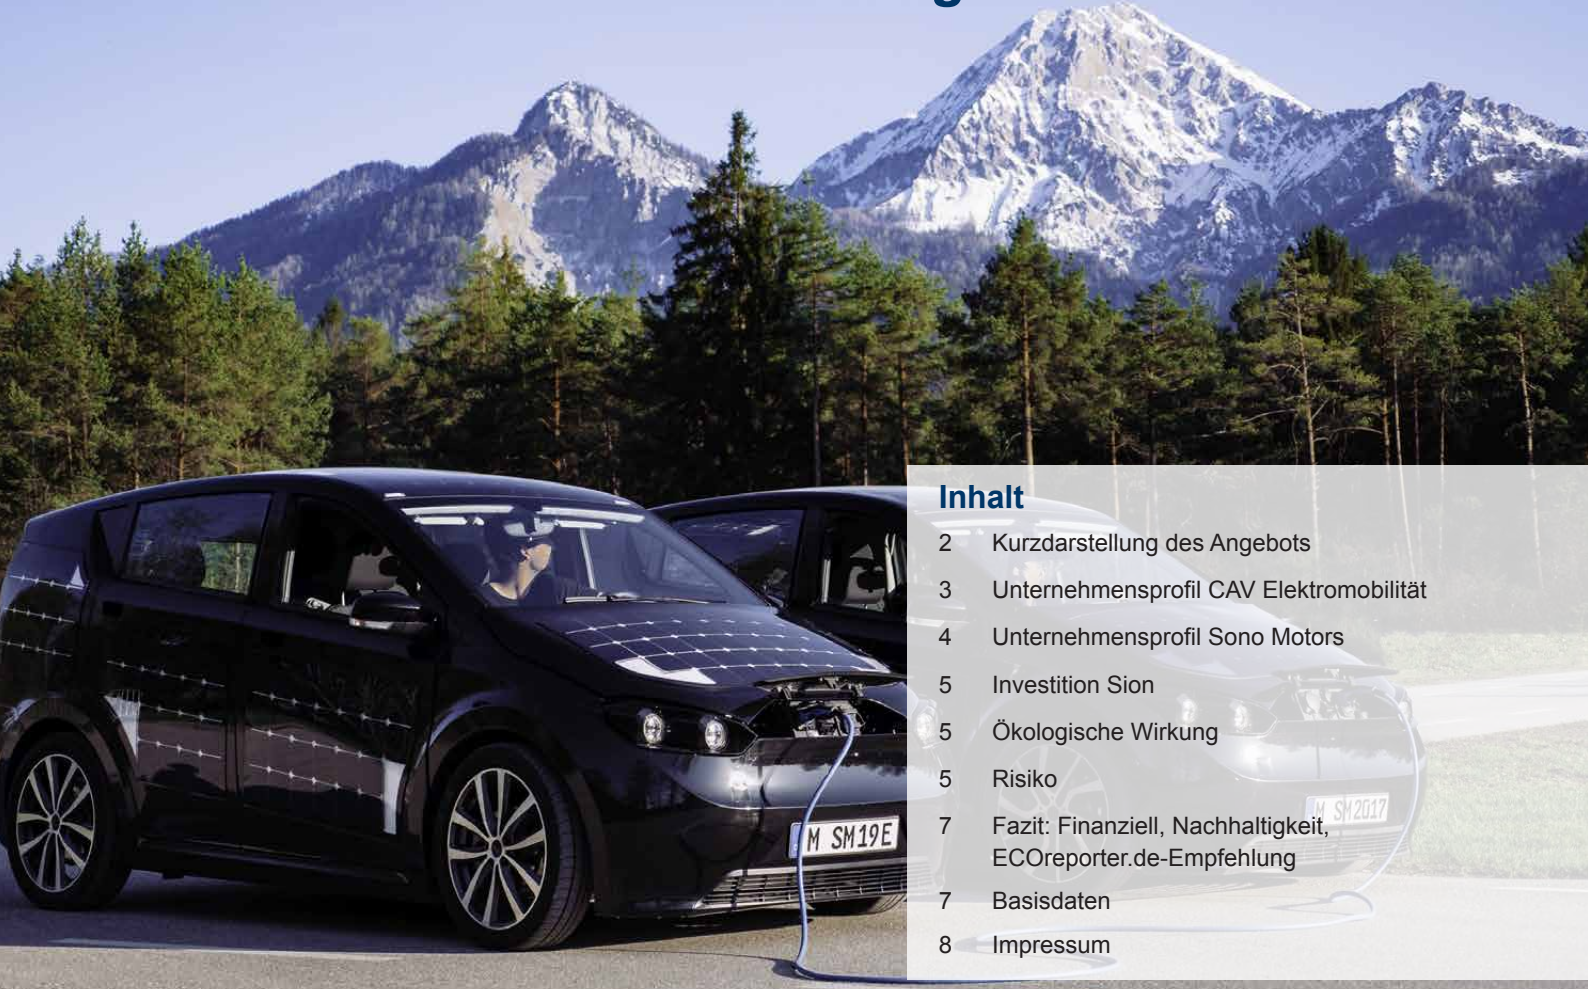 Inhalt
2 Kurzdarstellung des Angebots
3 Unternehmensprofil CAV Elektromobilität
4 Unternehmensprofil Sono Motors
5 Investition Sion
5 Ökologische Wirkung
5 Risiko
7 Fazit: Finanziell, Nachhaltigkeit,
ECOreporter.de-Empfehlung
7 Basisdaten
8 Impressum
M SM19E
M SM2017